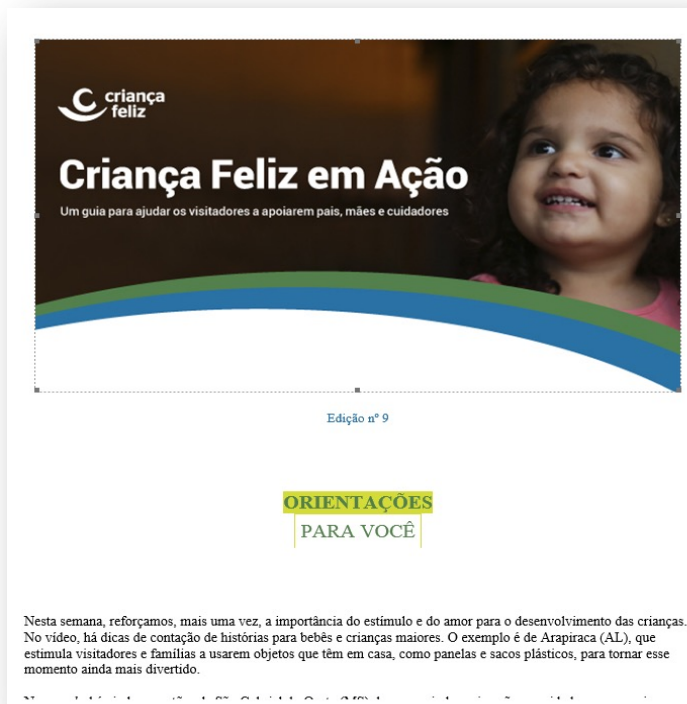 criança
feliz
Criança Feliz em Ação
Um guia para ajudar os visitadores a apoiarem pais, mães e cuidadores
Edição nº 9
ORIENTAÇÕES
PARA VOCÊ
Nesta semana, reforçamos, mais uma vez, a importância do estímulo e do amor para o desenvolvimento das crianças.
No vídeo, há dicas de contação de histórias para bebês e crianças maiores. O exemplo é de Arapiraca (AL), que
estimula visitadores e famílias a usarem objetos que têm em casa, como panelas e sacos plásticos, para tornar esse
momento ainda mais divertido.